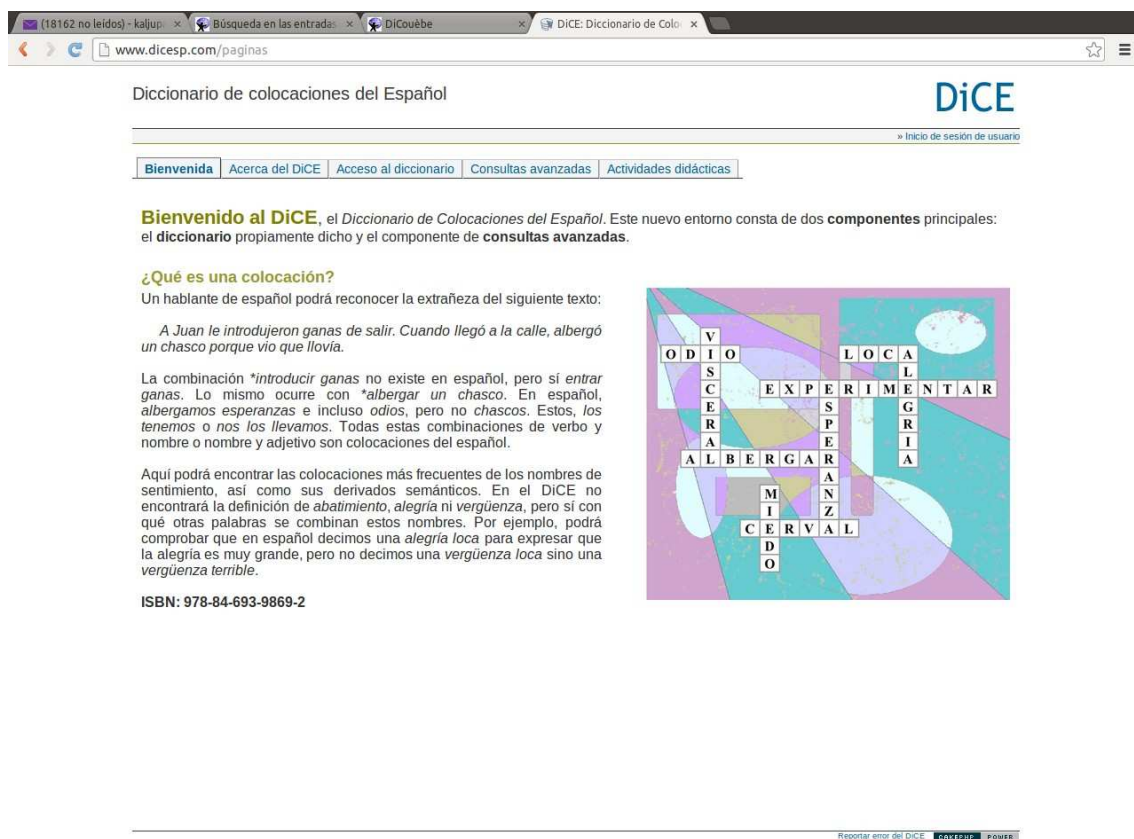 (18162 no leídos) - kaljup
Búsqueda en las entradas
DiCouèbe
DiCE: Diccionario de Colo
www.dicesp.com/paginas
Diccionario de colocaciones del Español
DiCE
» Inicio de sesión de usuario
Bienvenida Acerca del DiCE Acceso al diccionario Consultas avanzadas Actividades didácticas
Bienvenido al DiCE, el Diccionario de Colocaciones del Español. Este nuevo entorno consta de dos componentes principales:
el diccionario propiamente dicho y el componente de consultas avanzadas.
¿Qué es una colocación?
Un hablante de español podrá reconocer la extrañeza del siguiente texto:
A Juan le introdujeron ganas de salir. Cuando llegó a la calle, albergó
un chasco porque vio que llovía.
La combinación *introducir ganas no existe en español, pero sí entrar
ganas. Lo mismo ocurre con *albergar un chasco. En español,
albergamos esperanzas e incluso odios, pero no chascos. Estos, los
tenemos o nos los llevamos. Todas estas combinaciones de verbo y
nombre o nombre y adjetivo son colocaciones del español.
Aquí podrá encontrar las colocaciones más frecuentes de los nombres de
sentimiento, así como sus derivados semánticos. En el DiCE no
encontrará la definición de abatimiento, alegría ni vergüenza, pero sí con
qué otras palabras se combinan estos nombres. Por ejemplo, podrá
comprobar que en español decimos una alegría loca para expresar que
la alegría es muy grande, pero no decimos una vergüenza loca sino una
vergüenza terrible.
ISBN: 978-84-693-9869-2
VISCERAL
ODIO
LOCA
ALEGRIA
EXPERIMENTAR
ESPERANZA
ALBERGAR
MIEDO
CERVAL
Reportar error del DiCE
CAKEPHP POWER